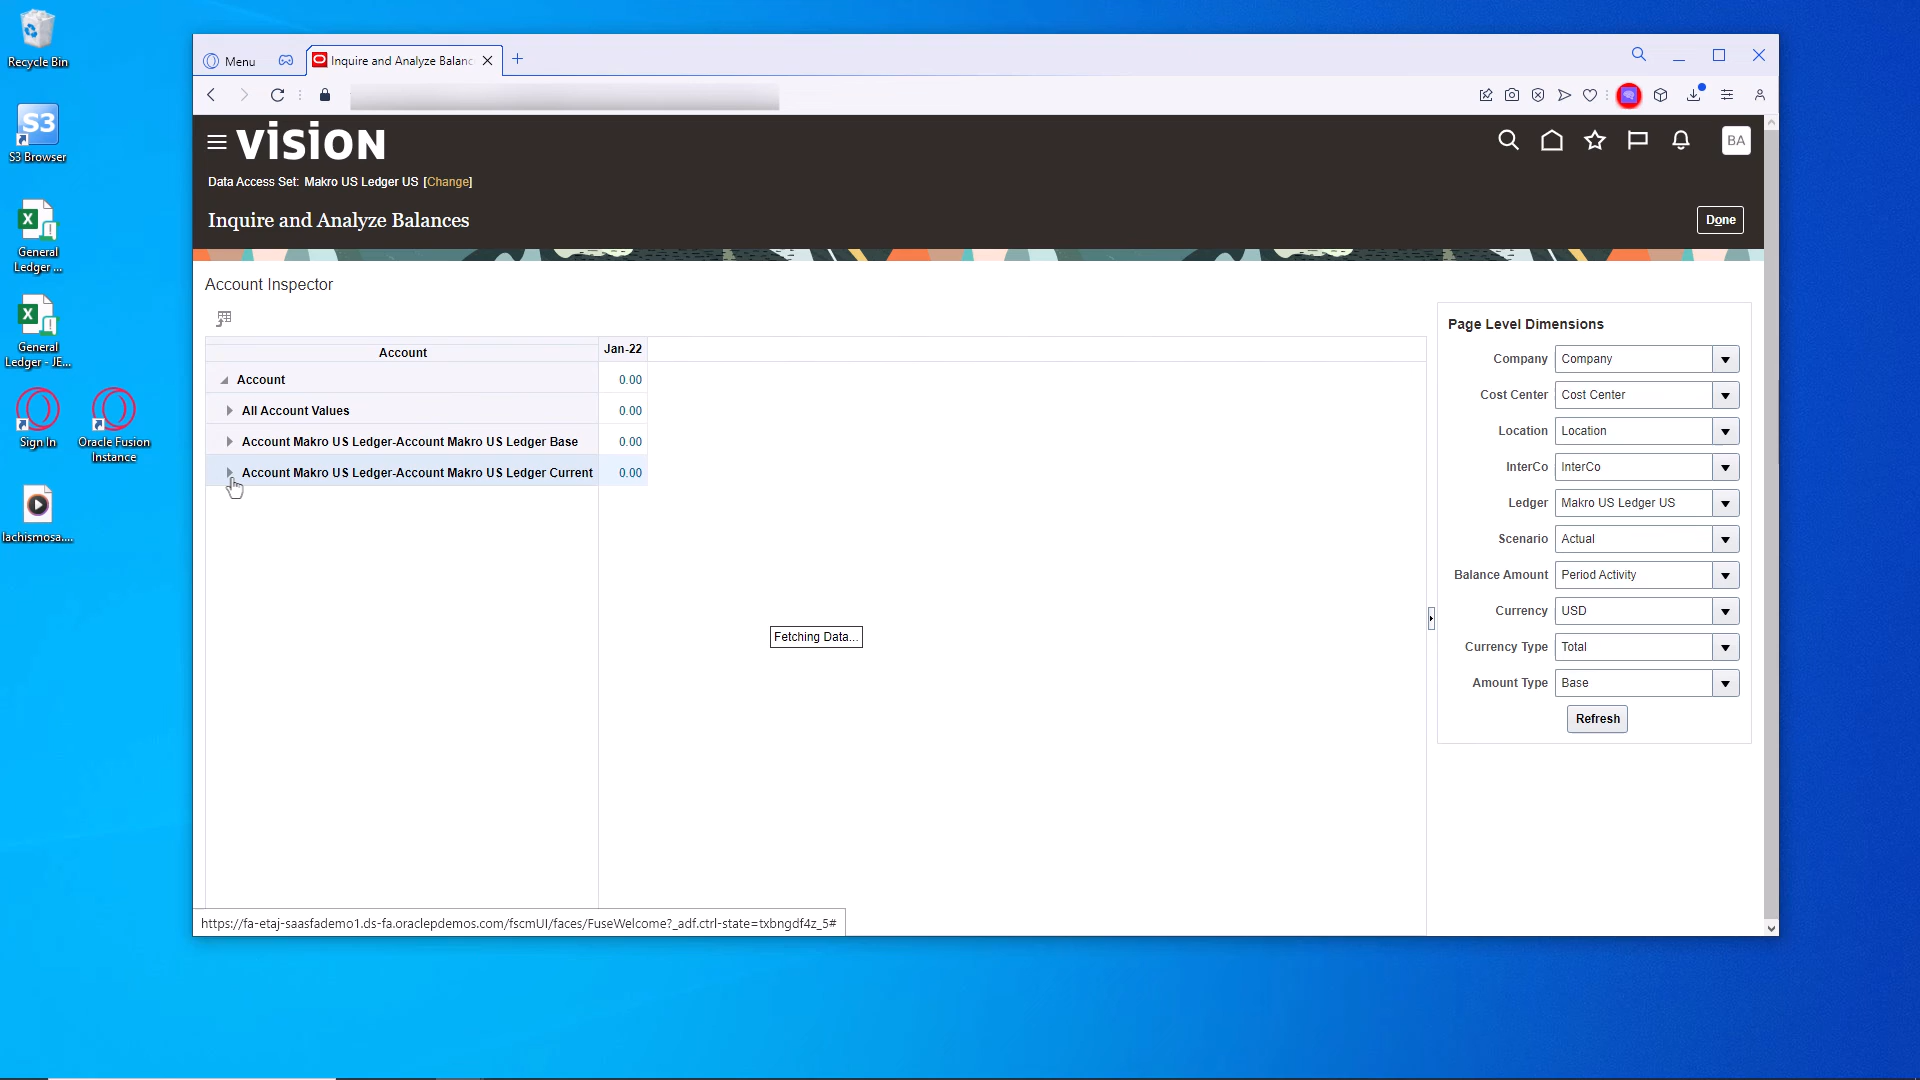 Recycle Bin
S3
S3 Browser
General
Ledger ...
General
Ledger - JE...
Sign In
Oracle Fusion
Instance
lachismosa....
Menu
Inquire and Analyze Balanc
VISION
BA
Data Access Set: Makro US Ledger US [Change]
Inquire and Analyze Balances
Done
Account Inspector
Account
Jan-22
Account 0.00
All Account Values 0.00
Account Makro US Ledger-Account Makro US Ledger Base 0.00
Account Makro US Ledger-Account Makro US Ledger Current 0.00
Fetching Data...
Page Level Dimensions
Company Company
Cost Center Cost Center
Location Location
InterCo InterCo
Ledger Makro US Ledger US
Scenario Actual
Balance Amount Period Activity
Currency USD
Currency Type Total
Amount Type Base
Refresh
https://fa-etaj-saasfademo1.ds-fa.oraclepdemos.com/fscmUI/faces/FuseWelcome?_adf.ctrl-state=txbngdf4z_5#